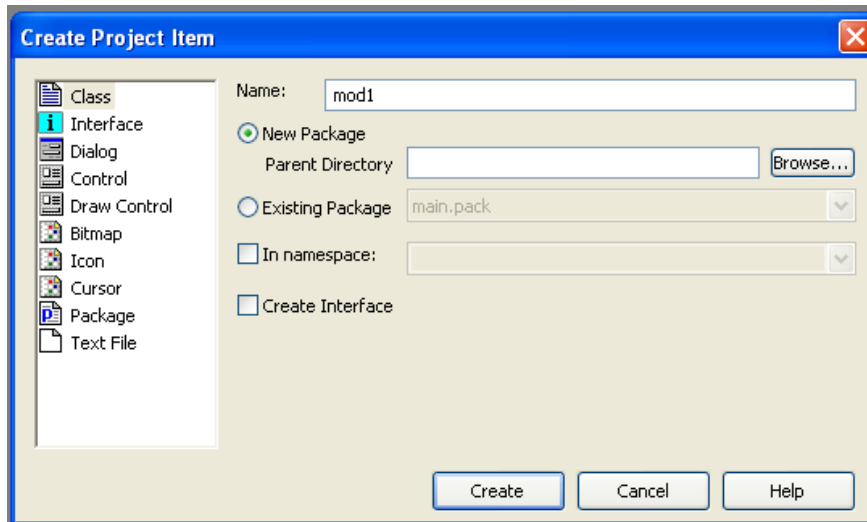 Create Project Item
Class
Interface
Dialog
Control
Draw Control
Bitmap
Icon
Cursor
Package
Text File
Name: mod1
New Package
Parent Directory Browse...
Existing Package main.pack
In namespace:
Create Interface
Create Cancel Help